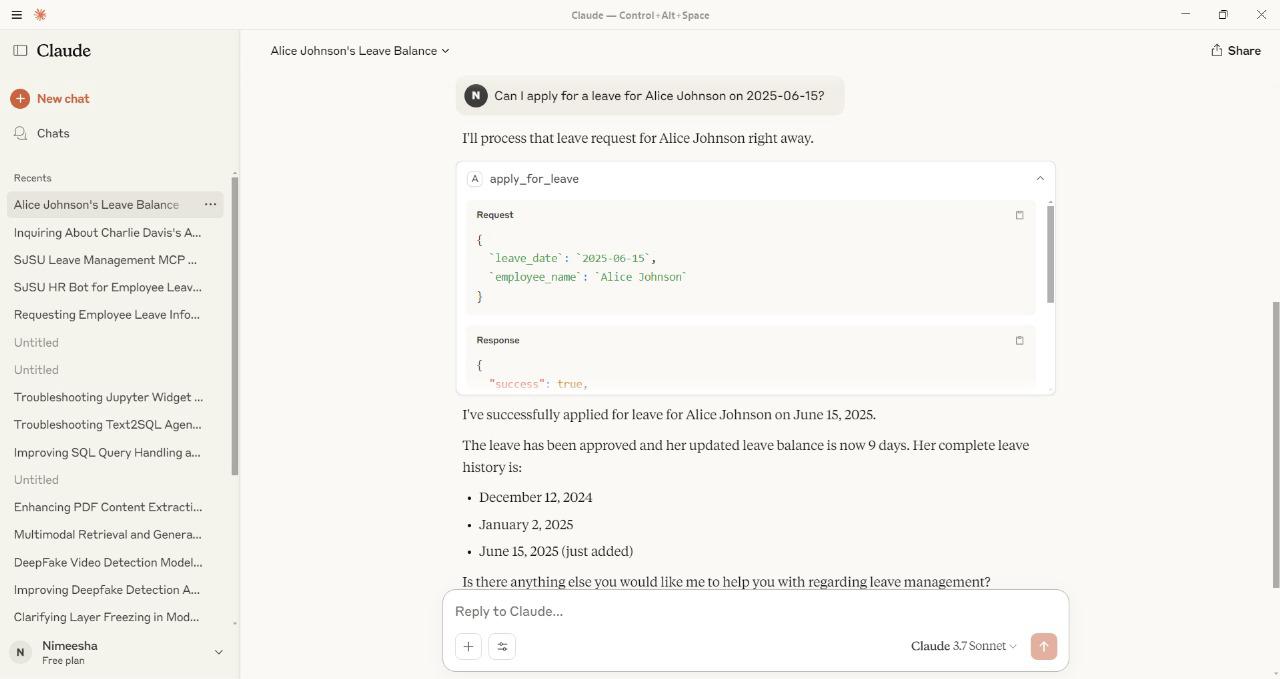 Claude — Control+Alt+Space
Claude
New chat
Chats
Recents
Alice Johnson's Leave Balance
Inquiring About Charlie Davis's A...
SJSU Leave Management MCP ...
SJSU HR Bot for Employee Leav...
Requesting Employee Leave Info...
Untitled
Untitled
Troubleshooting Jupyter Widget ...
Troubleshooting Text2SQL Agen...
Improving SQL Query Handling a...
Untitled
Enhancing PDF Content Extracti...
Multimodal Retrieval and Genera...
DeepFake Video Detection Model...
Improving Deepfake Detection A...
Clarifying Layer Freezing in Mod...
N
Nimeesha
Free plan
Alice Johnson's Leave Balance
Share
N Can I apply for a leave for Alice Johnson on 2025-06-15?
I'll process that leave request for Alice Johnson right away.
A apply_for_leave
Request
{
`leave_date`: `2025-06-15`,
`employee_name`: `Alice Johnson`
}
Response
{
"success": true,
I've successfully applied for leave for Alice Johnson on June 15, 2025.
The leave has been approved and her updated leave balance is now 9 days. Her complete leave
history is:
• December 12, 2024
• January 2, 2025
• June 15, 2025 (just added)
Is there anything else you would like me to help you with regarding leave management?
Reply to Claude...
Claude 3.7 Sonnet